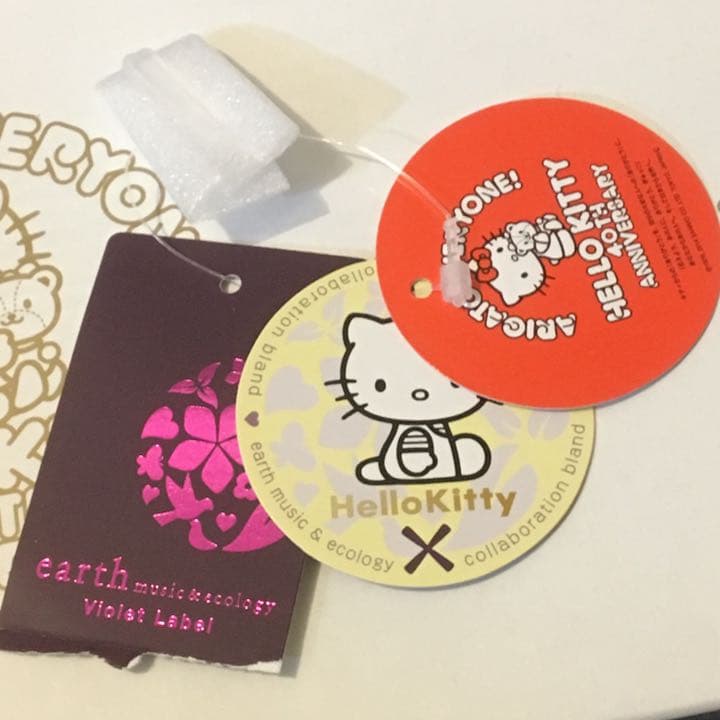 ERYON
earth music & ecology
Violet Label
collaboration bland
earth music & ecology
collaboration bland
HelloKitty
ARIGATO EVERYONE!
HELLO KITTY
40TH
ANNIVERSARY